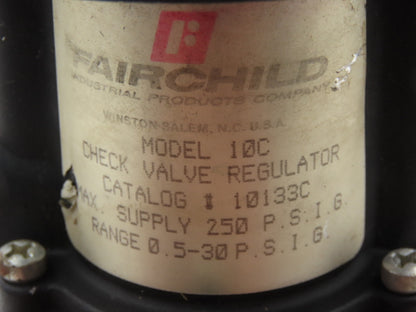 FAIRCHILD
INDUSTRIAL PRODUCTS COMPANY
WINSTON-SALEM, N.C. U.S.A.
MODEL 10C
CHECK VALVE REGULATOR
CATALOG # 10133C
MAX. SUPPLY 250 P.S.I.G.
RANGE 0.5-30 P.S.I.G.